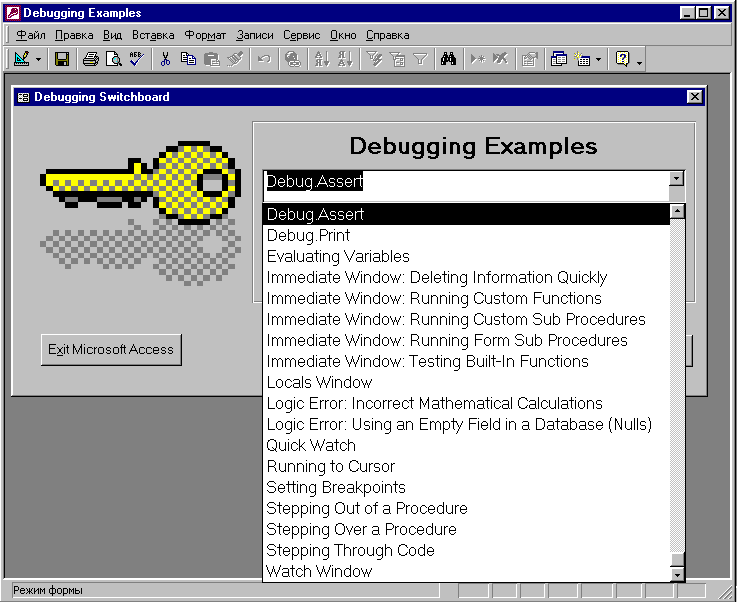 Debugging Examples
Файл Правка Вид Вставка Формат Записи Сервис Окно Справка
Debugging Switchboard
Debugging Examples
Debug.Assert
Debug.Assert
Debug.Print
Evaluating Variables
Immediate Window: Deleting Information Quickly
Immediate Window: Running Custom Functions
Immediate Window: Running Custom Sub Procedures
Immediate Window: Running Form Sub Procedures
Immediate Window: Testing Built-In Functions
Locals Window
Logic Error: Incorrect Mathematical Calculations
Logic Error: Using an Empty Field in a Database (Nulls)
Quick Watch
Running to Cursor
Setting Breakpoints
Stepping Out of a Procedure
Stepping Over a Procedure
Stepping Through Code
Watch Window
Exit Microsoft Access
Режим формы